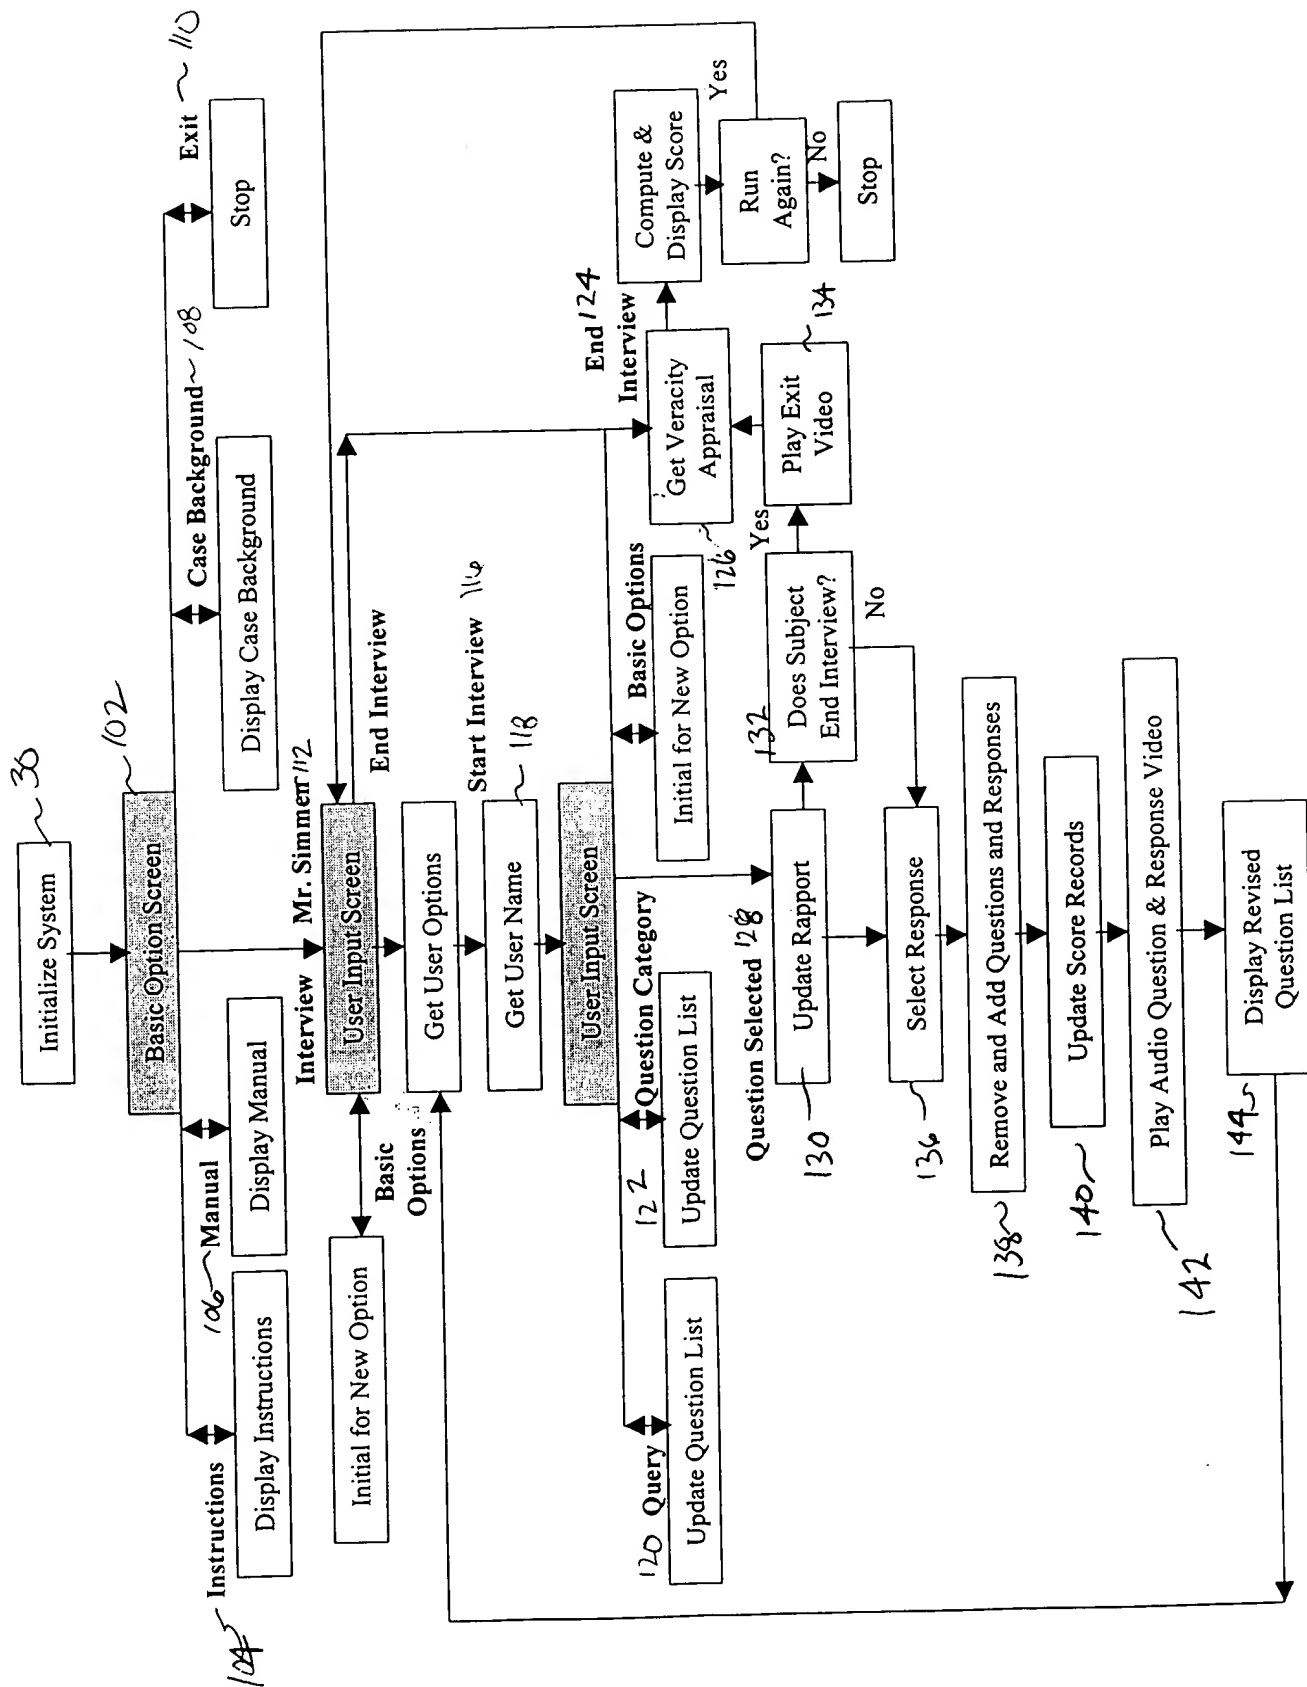 Initialize System
30
Basic Option Screen
102
104 Instructions
Display Instructions
106 Manual
Display Manual
Case Background 108
Display Case Background
Exit 110
Stop
Interview Mr. Simmen 112
User Input Screen
Basic
Options
Initial for New Option
End Interview
Get User Options
Start Interview 116
Get User Name
118
User Input Screen
120 Query
Update Question List
122 Question Category
Update Question List
Basic Options
Initial for New Option
End 124
Interview
Get Veracity
Appraisal
126
Compute &
Display Score
Run
Again?
Yes
No
Stop
Question Selected 128
Update Rapport
130
132
Does Subject
End Interview?
Yes
No
Play Exit
Video
134
Select Response
136
Remove and Add Questions and Responses
138
Update Score Records
140
Play Audio Question & Response Video
142
Display Revised
Question List
144